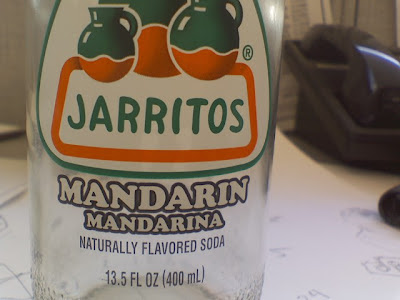 ®
JARRITOS
MANDARIN
MANDARINA
NATURALLY FLAVORED SODA
13.5 FL OZ (400 mL)